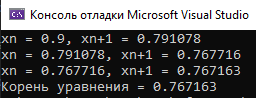 Консоль отладки Microsoft Visual Studio
xn = 0.9, xn+1 = 0.791078
xn = 0.791078, xn+1 = 0.767716
xn = 0.767716, xn+1 = 0.767163
Корень уравнения = 0.767163